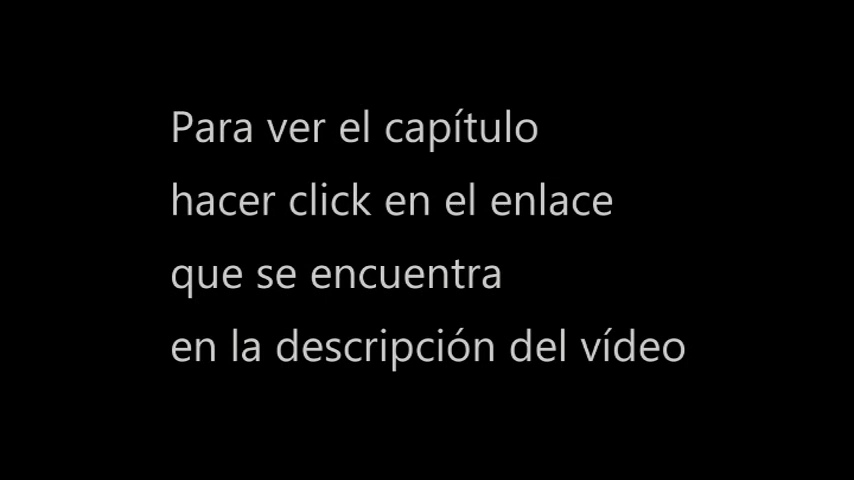 Para ver el capítulo
hacer click en el enlace
que se encuentra
en la descripción del vídeo